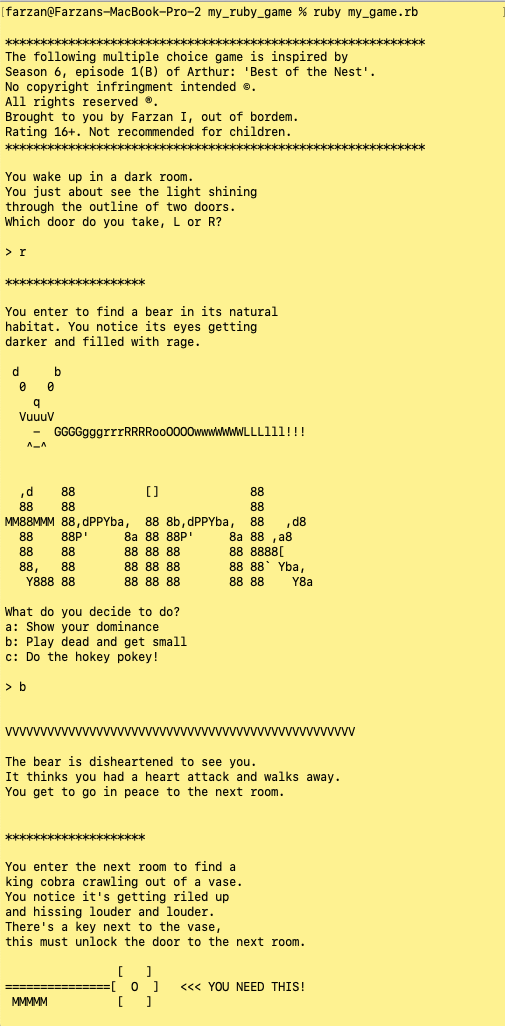 farzan@Farzans-MacBook-Pro-2 my_ruby_game % ruby my_game.rb
************************************************************
The following multiple choice game is inspired by
Season 6, episode 1(B) of Arthur: 'Best of the Nest'.
No copyright infringment intended ©.
All rights reserved ®.
Brought to you by Farzan I, out of bordem.
Rating 16+. Not recommended for children.
************************************************************
You wake up in a dark room.
You just about see the light shining
through the outline of two doors.
Which door do you take, L or R?
> r
********************
You enter to find a bear in its natural
habitat. You notice its eyes getting
darker and filled with rage.
 d     b
  0   0
    q
  VuuuV
    –  GGGGgggrrrRRRRooOOOOwwwWWWWLLLlll!!!
   ^–^
  ,d    88          []             88
  88    88                         88
MM88MMM 88,dPPYba,  88 8b,dPPYba,  88   ,d8
  88    88P'     8a 88 88P'     8a 88 ,a8
  88    88       88 88 88       88 8888[
  88,   88       88 88 88       88 88` Yba,
   Y888 88       88 88 88       88 88   Y8a
What do you decide to do?
a: Show your dominance
b: Play dead and get small
c: Do the hokey pokey!
> b
VVVVVVVVVVVVVVVVVVVVVVVVVVVVVVVVVVVVVVVVVVVVVVVVVV
The bear is disheartened to see you.
It thinks you had a heart attack and walks away.
You get to go in peace to the next room.
********************
You enter the next room to find a
king cobra crawling out of a vase.
You notice it's getting riled up
and hissing louder and louder.
There's a key next to the vase,
this must unlock the door to the next room.
                [   ]
===============[  O  ]   <<< YOU NEED THIS!
 MMMMM          [   ]